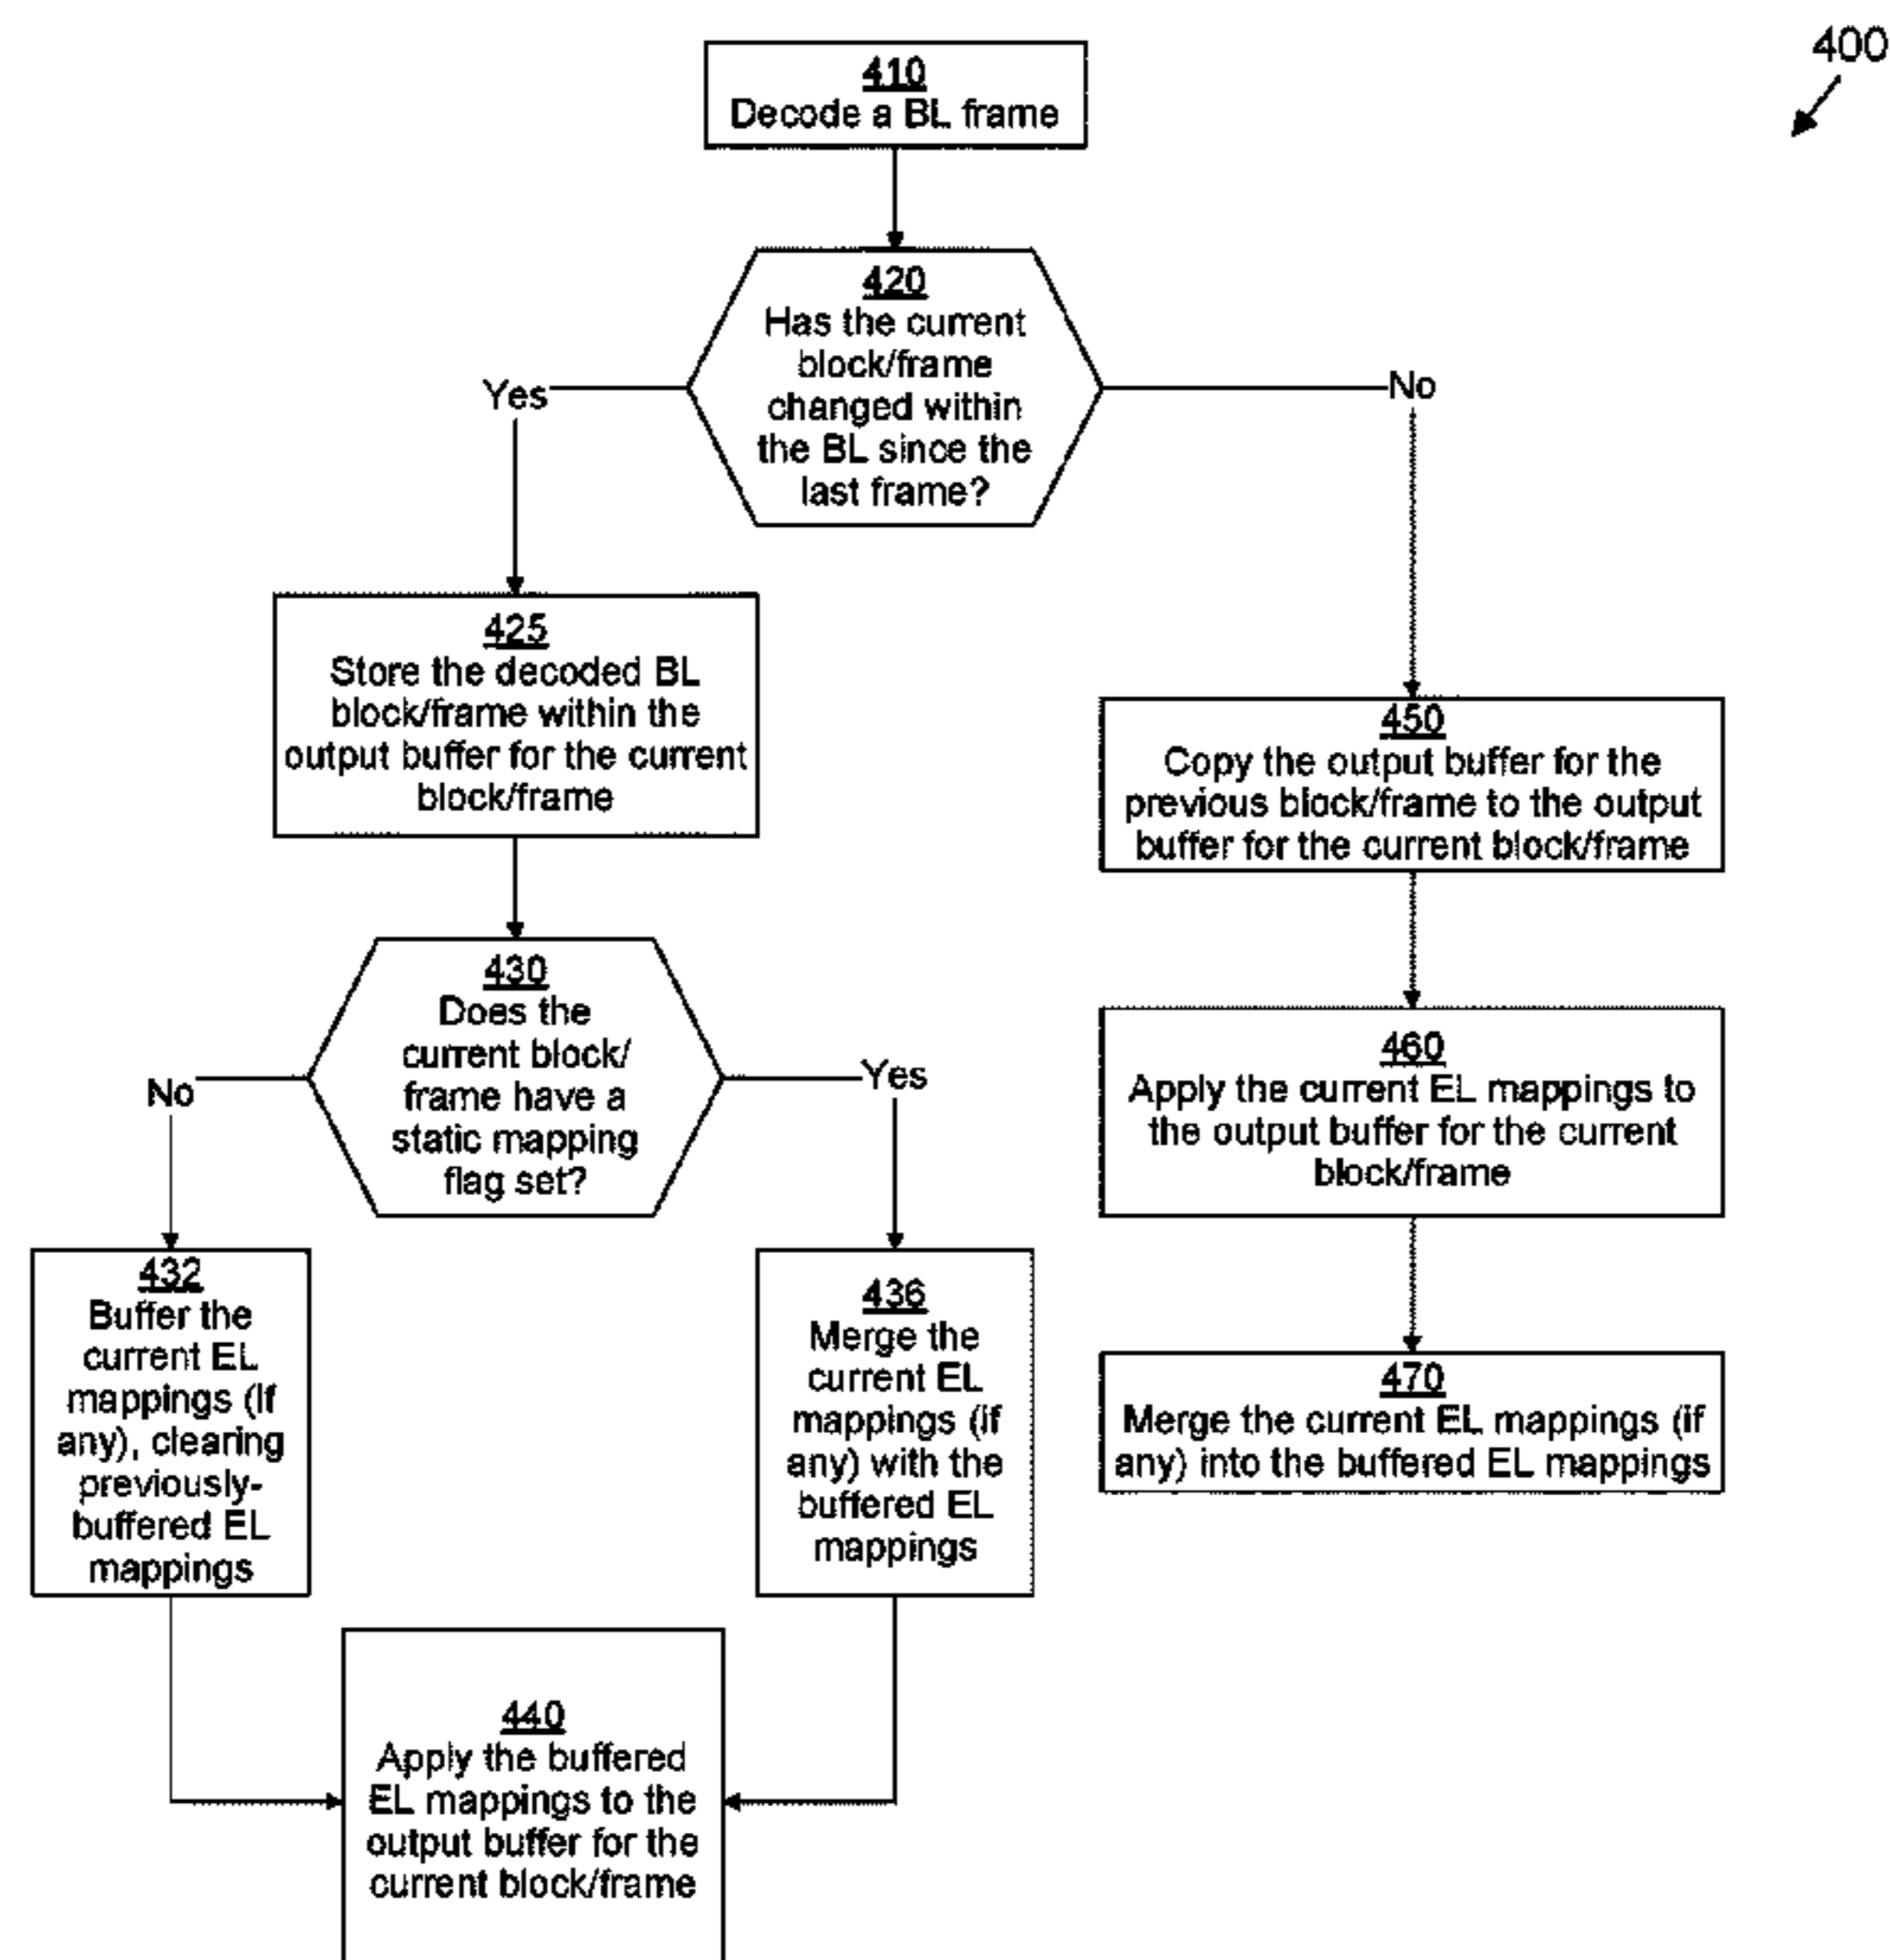 400
410
Decode a BL frame
420
Has the current
block/frame
changed within
the BL since the
last frame?
Yes
No
425
Store the decoded BL
block/frame within the
output buffer for the current
block/frame
450
Copy the output buffer for the
previous block/frame to the output
buffer for the current block/frame
430
Does the
current block/
frame have a
static mapping
flag set?
No
Yes
460
Apply the current EL mappings to
the output buffer for the current
block/frame
432
Buffer the
current EL
mappings (if
any), clearing
previously-
buffered EL
mappings
436
Merge the
current EL
mappings (if
any) with the
buffered EL
mappings
470
Merge the current EL mappings (if
any) into the buffered EL mappings
440
Apply the buffered
EL mappings to the
output buffer for the
current block/frame